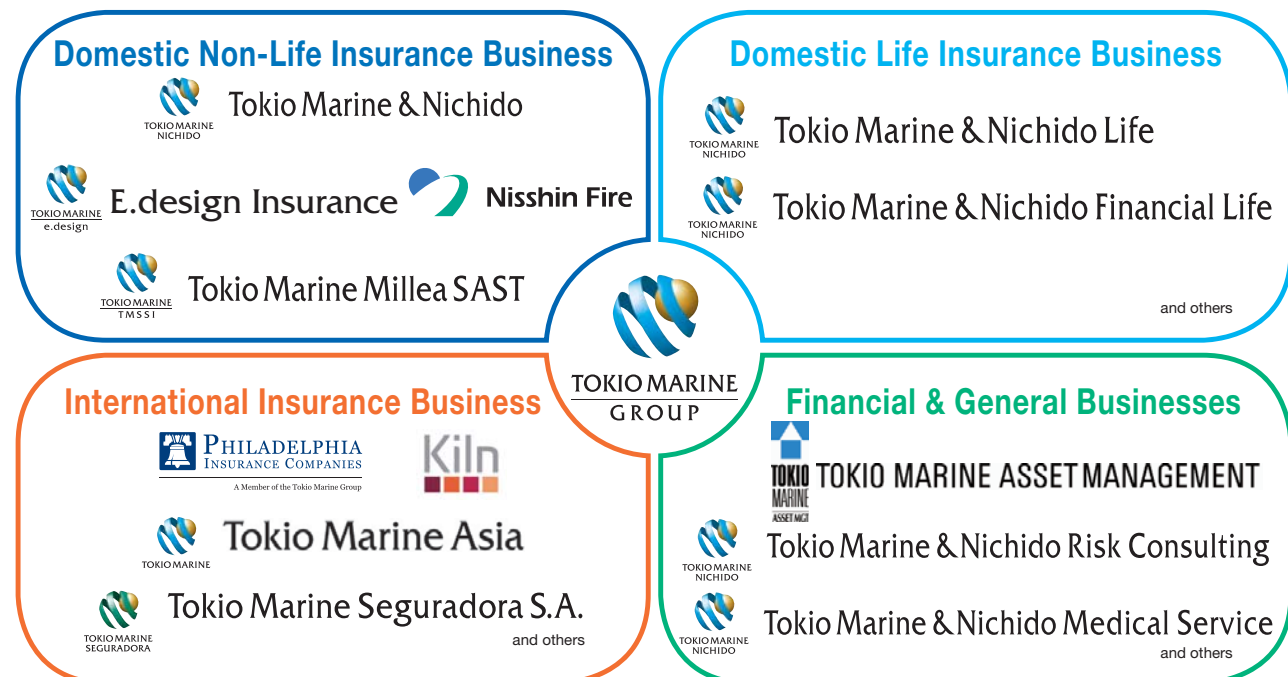 Domestic Non-Life Insurance Business
TOKIO MARINE
NICHIDO
Tokio Marine & Nichido
TOKIO MARINE
e.design
E.design Insurance
Nisshin Fire
TOKIO MARINE
TMSSI
Tokio Marine Millea SAST
Domestic Life Insurance Business
TOKIO MARINE
NICHIDO
Tokio Marine & Nichido Life
TOKIO MARINE
NICHIDO
Tokio Marine & Nichido Financial Life
and others
TOKIO MARINE
GROUP
International Insurance Business
PHILADELPHIA
INSURANCE COMPANIES
A Member of the Tokio Marine Group
Kiln
TOKIO MARINE
Tokio Marine Asia
TOKIO MARINE
SEGURADORA
Tokio Marine Seguradora S.A.
and others
Financial & General Businesses
TOKIO
MARINE
ASSET MGT
TOKIO MARINE ASSET MANAGEMENT
TOKIO MARINE
NICHIDO
Tokio Marine & Nichido Risk Consulting
TOKIO MARINE
NICHIDO
Tokio Marine & Nichido Medical Service
and others